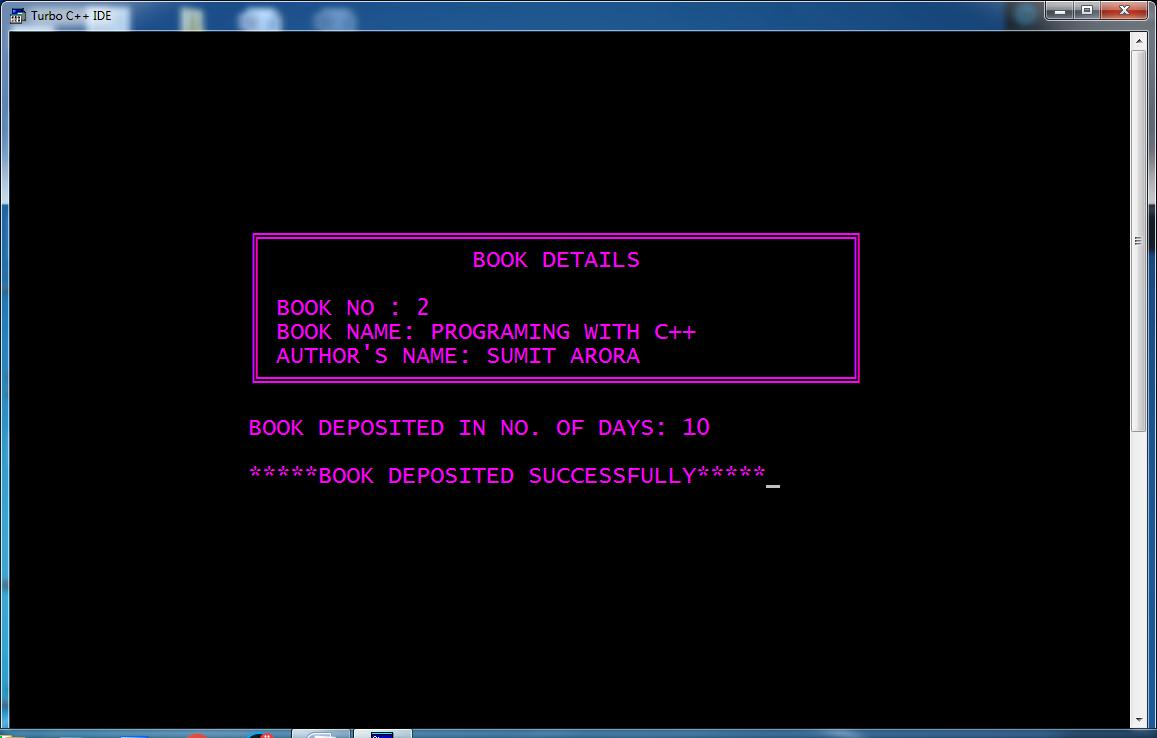 Turbo C++ IDE
BOOK DETAILS
BOOK NO : 2
BOOK NAME: PROGRAMING WITH C++
AUTHOR'S NAME: SUMIT ARORA
BOOK DEPOSITED IN NO. OF DAYS: 10
*****BOOK DEPOSITED SUCCESSFULLY*****_